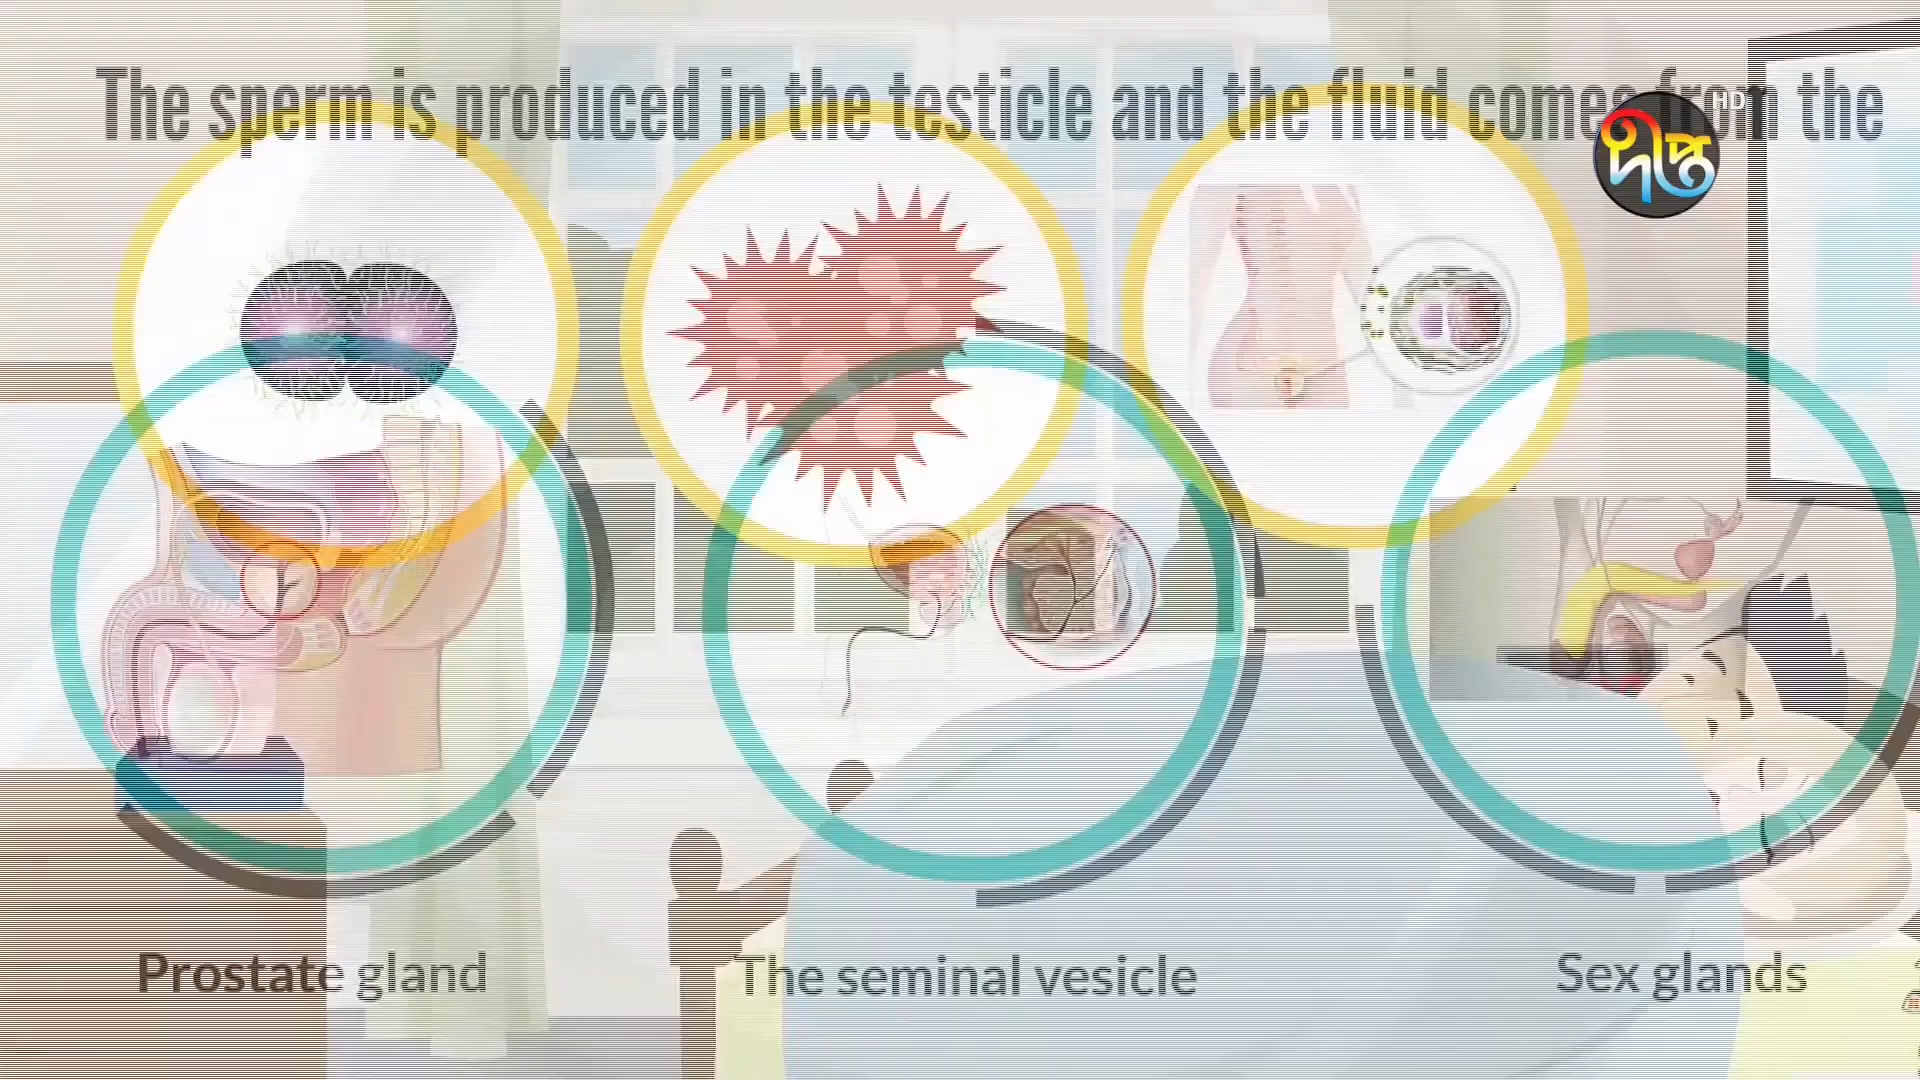 The sperm is produced in the testicle and the fluid comes from the
HD
দীপ্ত
Prostate gland
The seminal vesicle
Sex glands